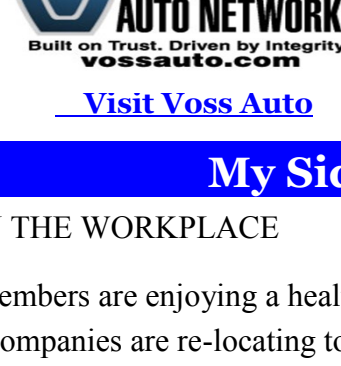 AUTO NETWORK
Built on Trust. Driven by Integrity
vossauto.com
Visit Voss Auto
My Sid
THE WORKPLACE
embers are enjoying a heal
ompanies are re-locating to